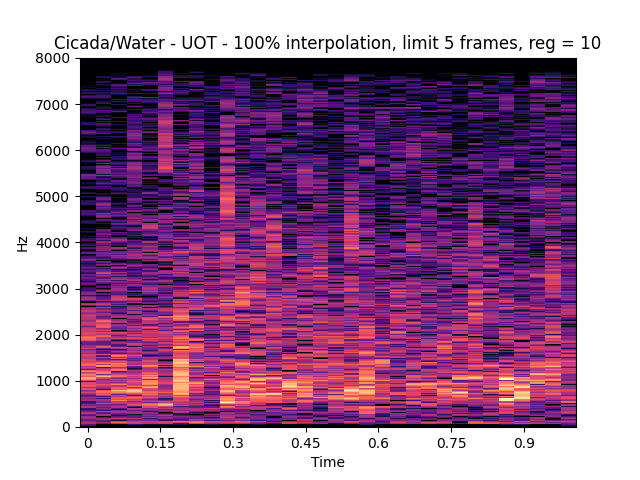 Cicada/Water - UOT - 100% interpolation, limit 5 frames, reg = 10
8000
7000
6000
5000
4000
3000
2000
1000
0
Hz
0 0.15 0.3 0.45 0.6 0.75 0.9
Time